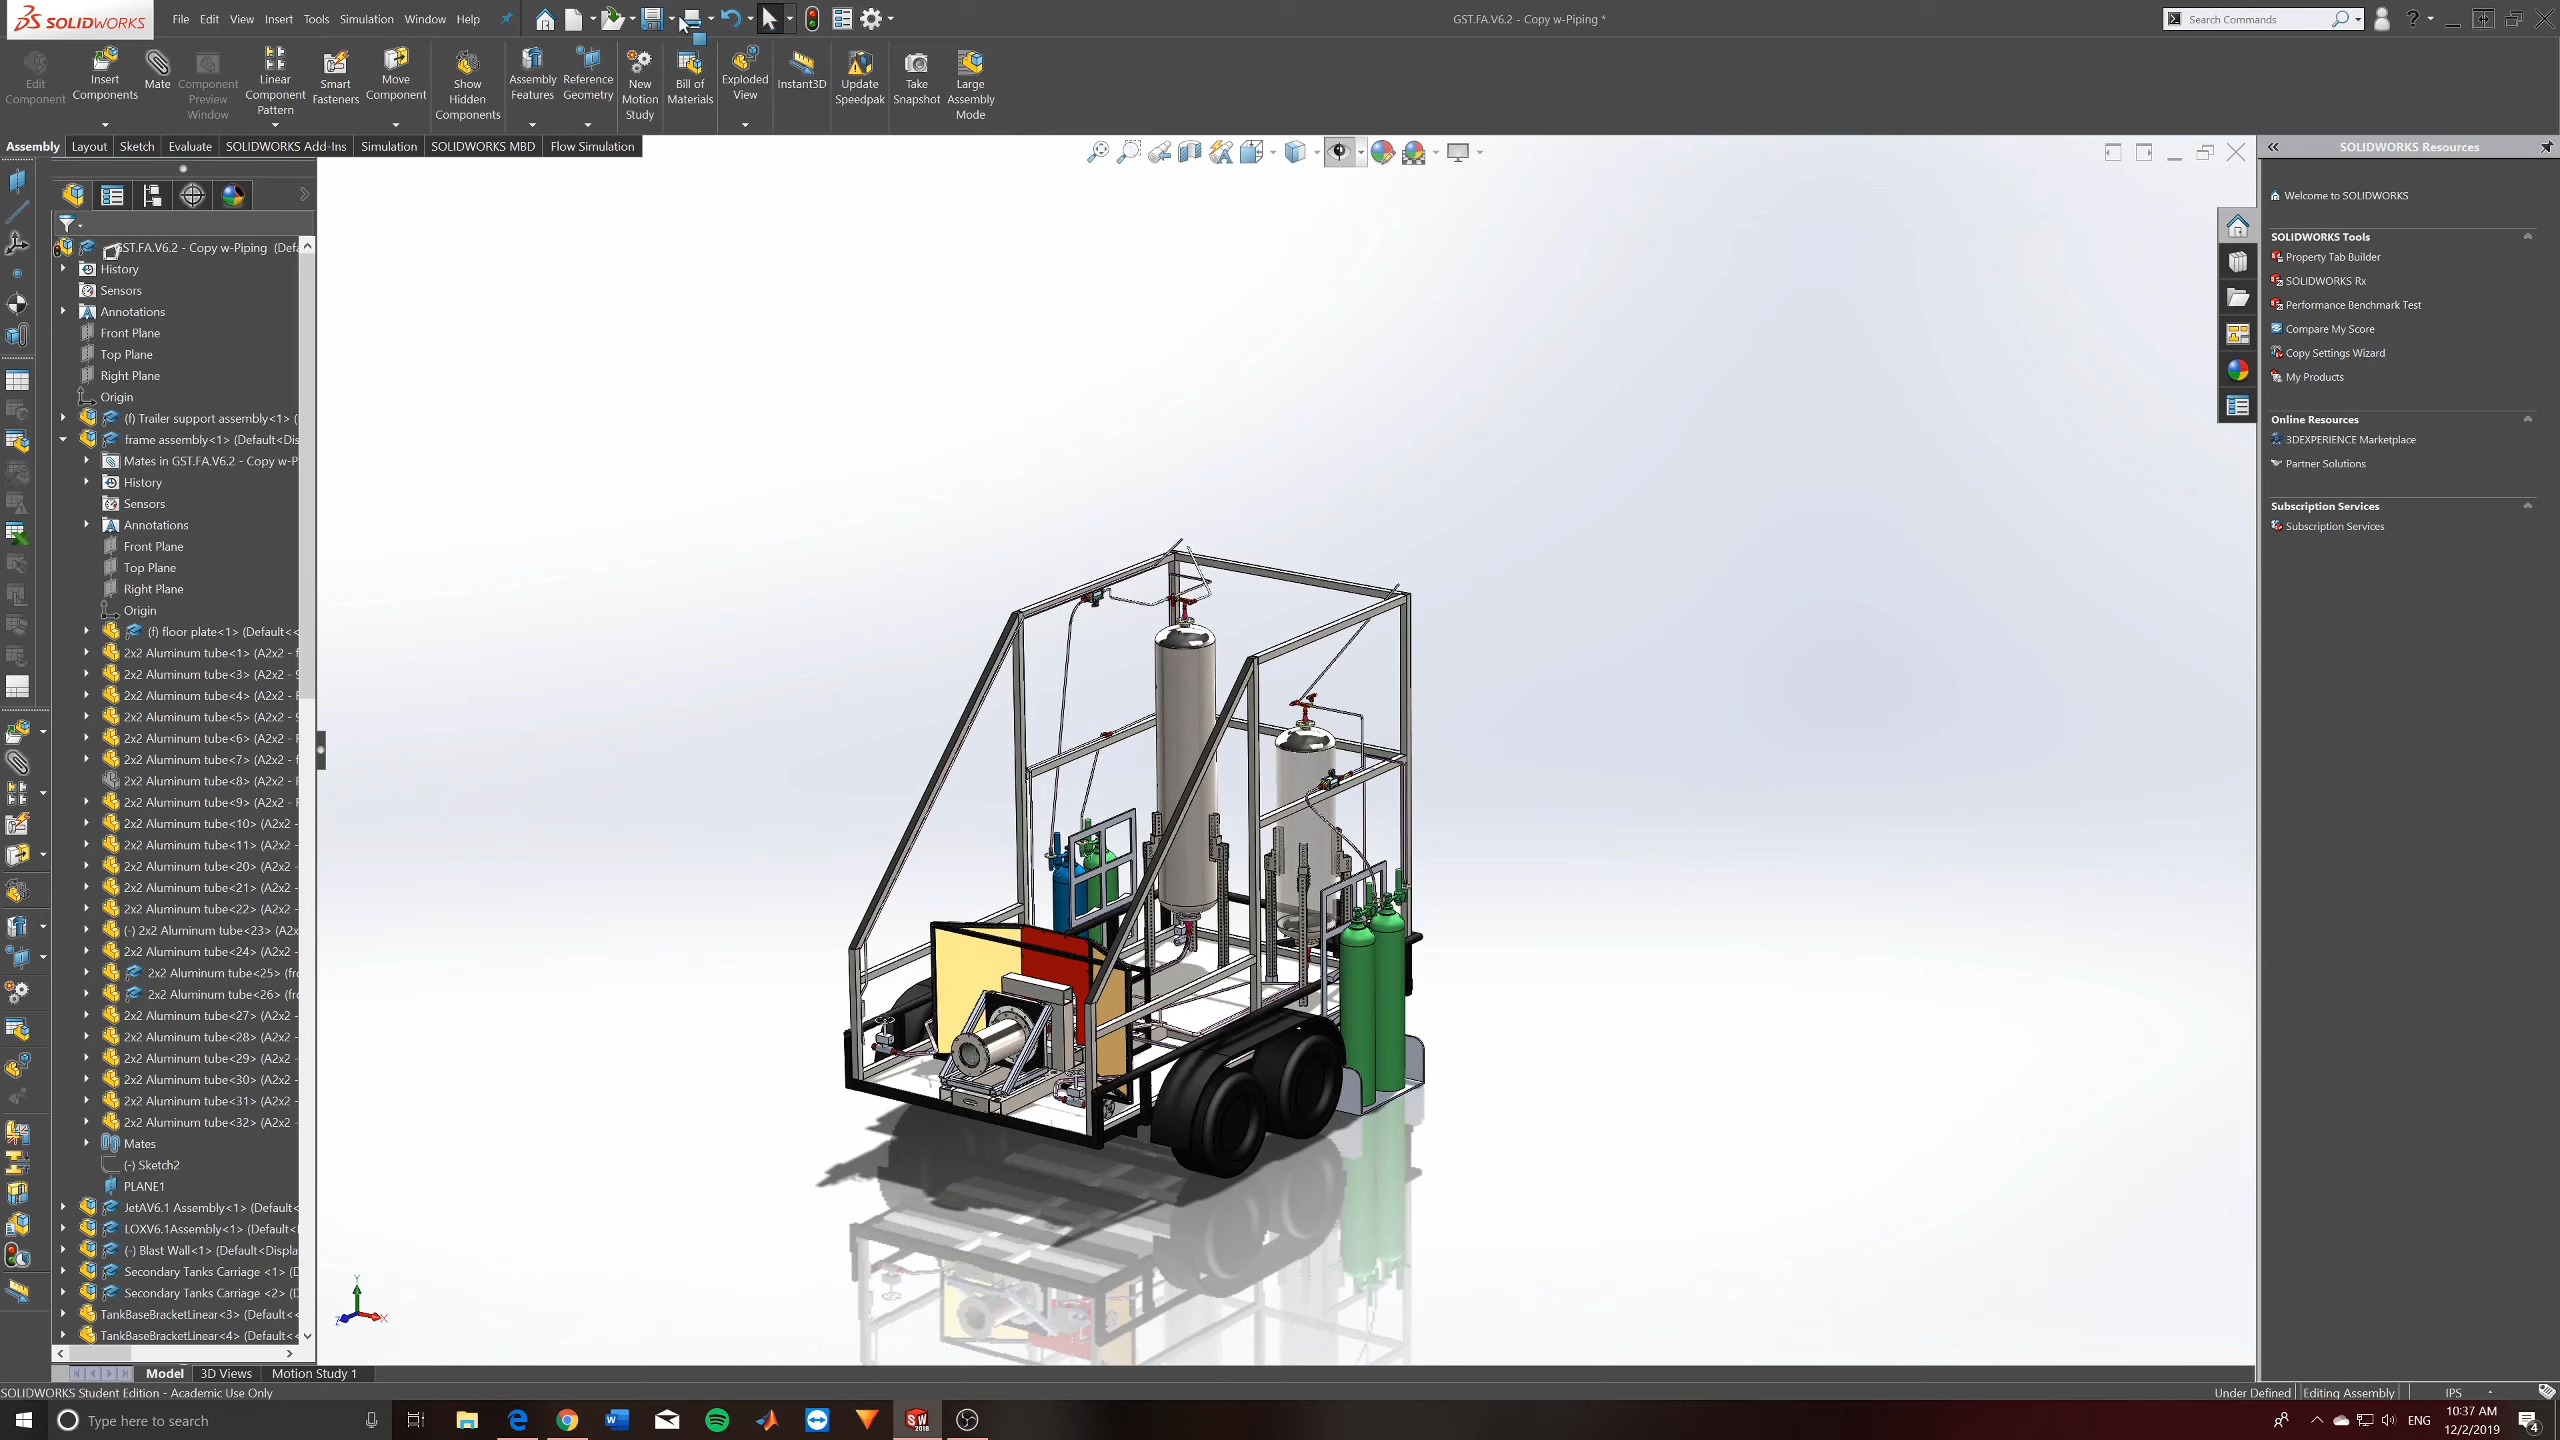 SOLIDWORKS
File Edit View Insert Tools Simulation Window Help
GST.FA.V6.2 - Copy w-Piping *
Search Commands
Edit Component
Insert Components
Mate
Component Preview Window
Linear Component Pattern
Smart Fasteners
Move Component
Show Hidden Components
Assembly Features
Reference Geometry
New Motion Study
Bill of Materials
Exploded View
Instant3D
Update Speedpak
Take Snapshot
Large Assembly Mode
Assembly Layout Sketch Evaluate SOLIDWORKS Add-Ins Simulation SOLIDWORKS MBD Flow Simulation
GST.FA.V6.2 - Copy w-Piping (Defa
History
Sensors
Annotations
Front Plane
Top Plane
Right Plane
Origin
(f) Trailer support assembly<1> (
frame assembly<1> (Default<Dis
Mates in GST.FA.V6.2 - Copy w-P
History
Sensors
Annotations
Front Plane
Top Plane
Right Plane
Origin
(f) floor plate<1> (Default<<
2x2 Aluminum tube<1> (A2x2 - f
2x2 Aluminum tube<3> (A2x2 - 9
2x2 Aluminum tube<4> (A2x2 - F
2x2 Aluminum tube<5> (A2x2 - 9
2x2 Aluminum tube<6> (A2x2 - F
2x2 Aluminum tube<7> (A2x2 - f
2x2 Aluminum tube<8> (A2x2 - F
2x2 Aluminum tube<9> (A2x2 - F
2x2 Aluminum tube<10> (A2x2 -
2x2 Aluminum tube<11> (A2x2 -
2x2 Aluminum tube<20> (A2x2 -
2x2 Aluminum tube<21> (A2x2 -
2x2 Aluminum tube<22> (A2x2 -
(-) 2x2 Aluminum tube<23> (A2x
2x2 Aluminum tube<24> (A2x2 -
2x2 Aluminum tube<25> (fro
2x2 Aluminum tube<26> (fro
2x2 Aluminum tube<27> (A2x2 -
2x2 Aluminum tube<28> (A2x2 -
2x2 Aluminum tube<29> (A2x2 -
2x2 Aluminum tube<30> (A2x2 -
2x2 Aluminum tube<31> (A2x2 -
2x2 Aluminum tube<32> (A2x2 -
Mates
(-) Sketch2
PLANE1
JetAV6.1 Assembly<1> (Default<
LOXV6.1Assembly<1> (Default<
(-) Blast Wall<1> (Default<Displa
Secondary Tanks Carriage <1> (D
Secondary Tanks Carriage <2> (D
TankBaseBracketLinear<3> (Default<<
TankBaseBracketLinear<4> (Default<<
Y
Z
X
SOLIDWORKS Resources
Welcome to SOLIDWORKS
SOLIDWORKS Tools
Property Tab Builder
SOLIDWORKS Rx
Performance Benchmark Test
Compare My Score
Copy Settings Wizard
My Products
Online Resources
3DEXPERIENCE Marketplace
Partner Solutions
Subscription Services
Subscription Services
Model 3D Views Motion Study 1
SOLIDWORKS Student Edition - Academic Use Only
Under Defined Editing Assembly IPS
Type here to search
SW 2018
ENG
10:37 AM
12/2/2019
4